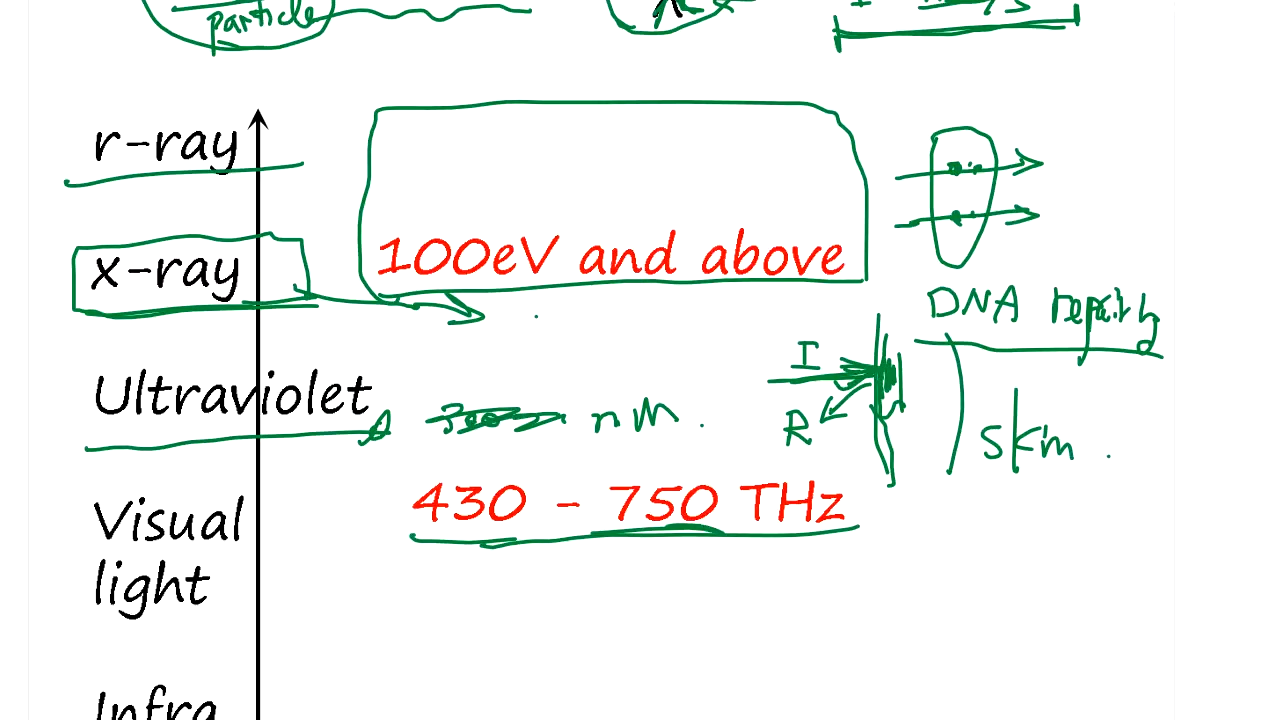 particle
r-ray
100eV and above
x-ray
DNA
I
Ultraviolet
nm.
R
skin.
430 - 750 THz
Visual
light
Infra